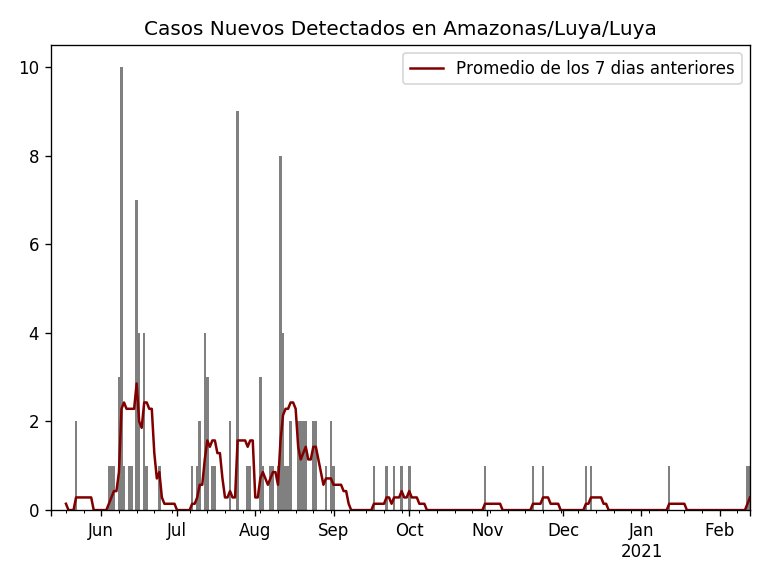 Casos Nuevos Detectados en Amazonas/Luya/Luya
Promedio de los 7 dias anteriores
10
8
6
4
2
0
Jun Jul Aug Sep Oct Nov Dec Jan Feb
2021